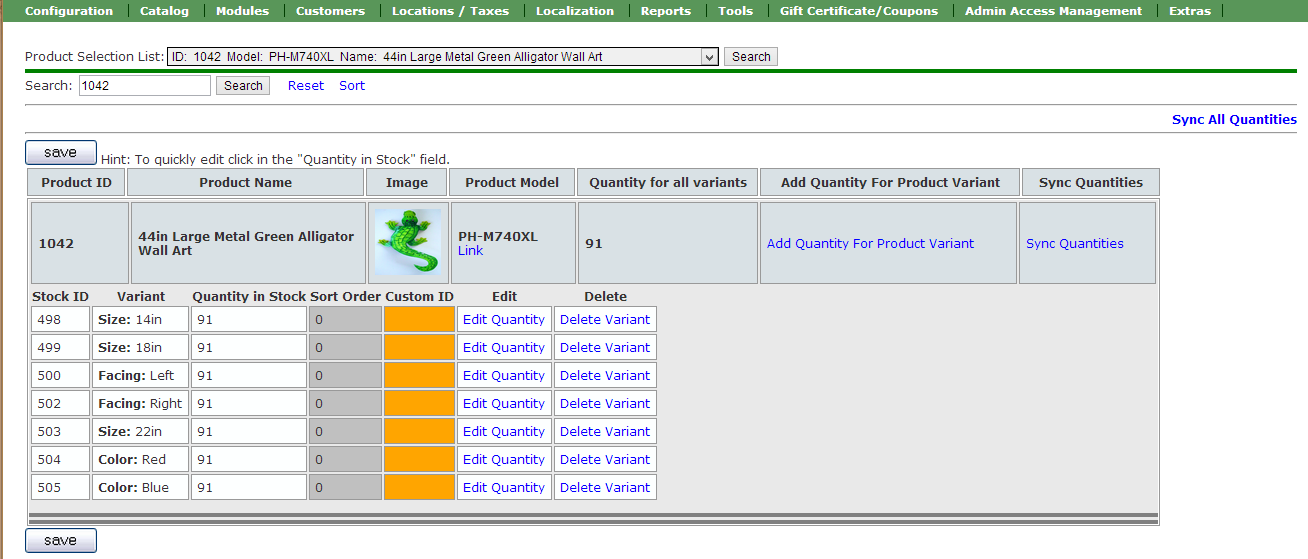 Configuration Catalog Modules Customers Locations / Taxes Localization Reports Tools Gift Certificate/Coupons Admin Access Management Extras
Product Selection List: ID: 1042 Model: PH-M740XL Name: 44in Large Metal Green Alligator Wall Art Search
Search: 1042 Search Reset Sort
Sync All Quantities
save Hint: To quickly edit click in the "Quantity in Stock" field.
Product ID Product Name Image Product Model Quantity for all variants Add Quantity For Product Variant Sync Quantities
1042 44in Large Metal Green Alligator Wall Art PH-M740XL Link 91 Add Quantity For Product Variant Sync Quantities
Stock ID Variant Quantity in Stock Sort Order Custom ID Edit Delete
498 Size: 14in 91 0 Edit Quantity Delete Variant
499 Size: 18in 91 0 Edit Quantity Delete Variant
500 Facing: Left 91 0 Edit Quantity Delete Variant
502 Facing: Right 91 0 Edit Quantity Delete Variant
503 Size: 22in 91 0 Edit Quantity Delete Variant
504 Color: Red 91 0 Edit Quantity Delete Variant
505 Color: Blue 91 0 Edit Quantity Delete Variant
save